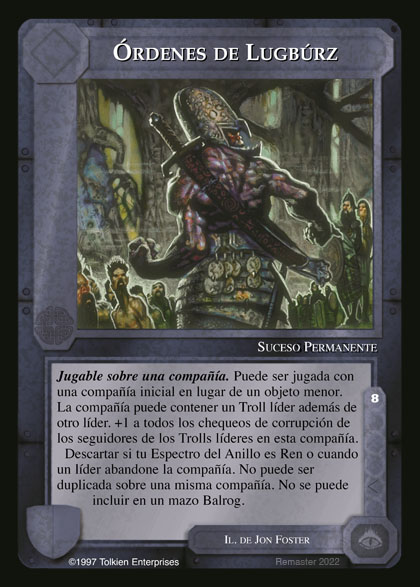 Órdenes de Lugbúrz
Suceso Permanente
Jugable sobre una compañía. Puede ser jugada con
una compañía inicial en lugar de un objeto menor.
La compañía puede contener un Troll líder además de
otro líder. +1 a todos los chequeos de corrupción de
los seguidores de los Trolls líderes en esta compañía.
Descartar si tu Espectro del Anillo es Ren o cuando
un líder abandone la compañía. No puede ser
duplicada sobre una misma compañía. No se puede
incluir en un mazo Balrog.
8
Il. de Jon Foster
©1997 Tolkien Enterprises
Remaster 2022